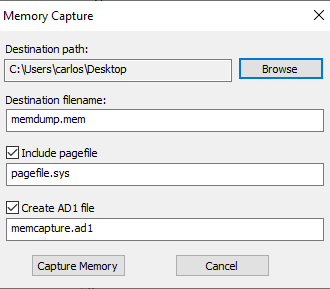 Memory Capture
Destination path:
C:\Users\carlos\Desktop
Browse
Destination filename:
memdump.mem
Include pagefile
pagefile.sys
Create AD1 file
memcapture.ad1
Capture Memory
Cancel